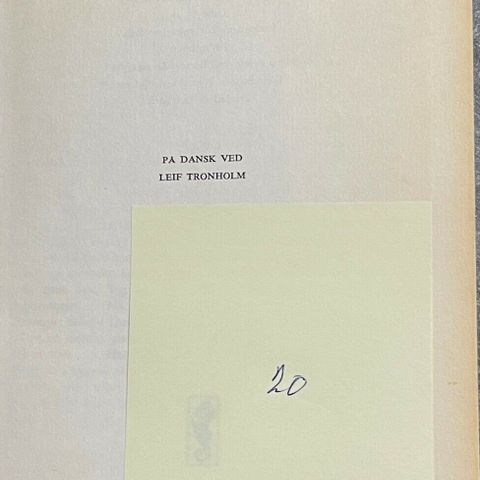 PÅ DANSK VED
LEIF TRONHOLM
20